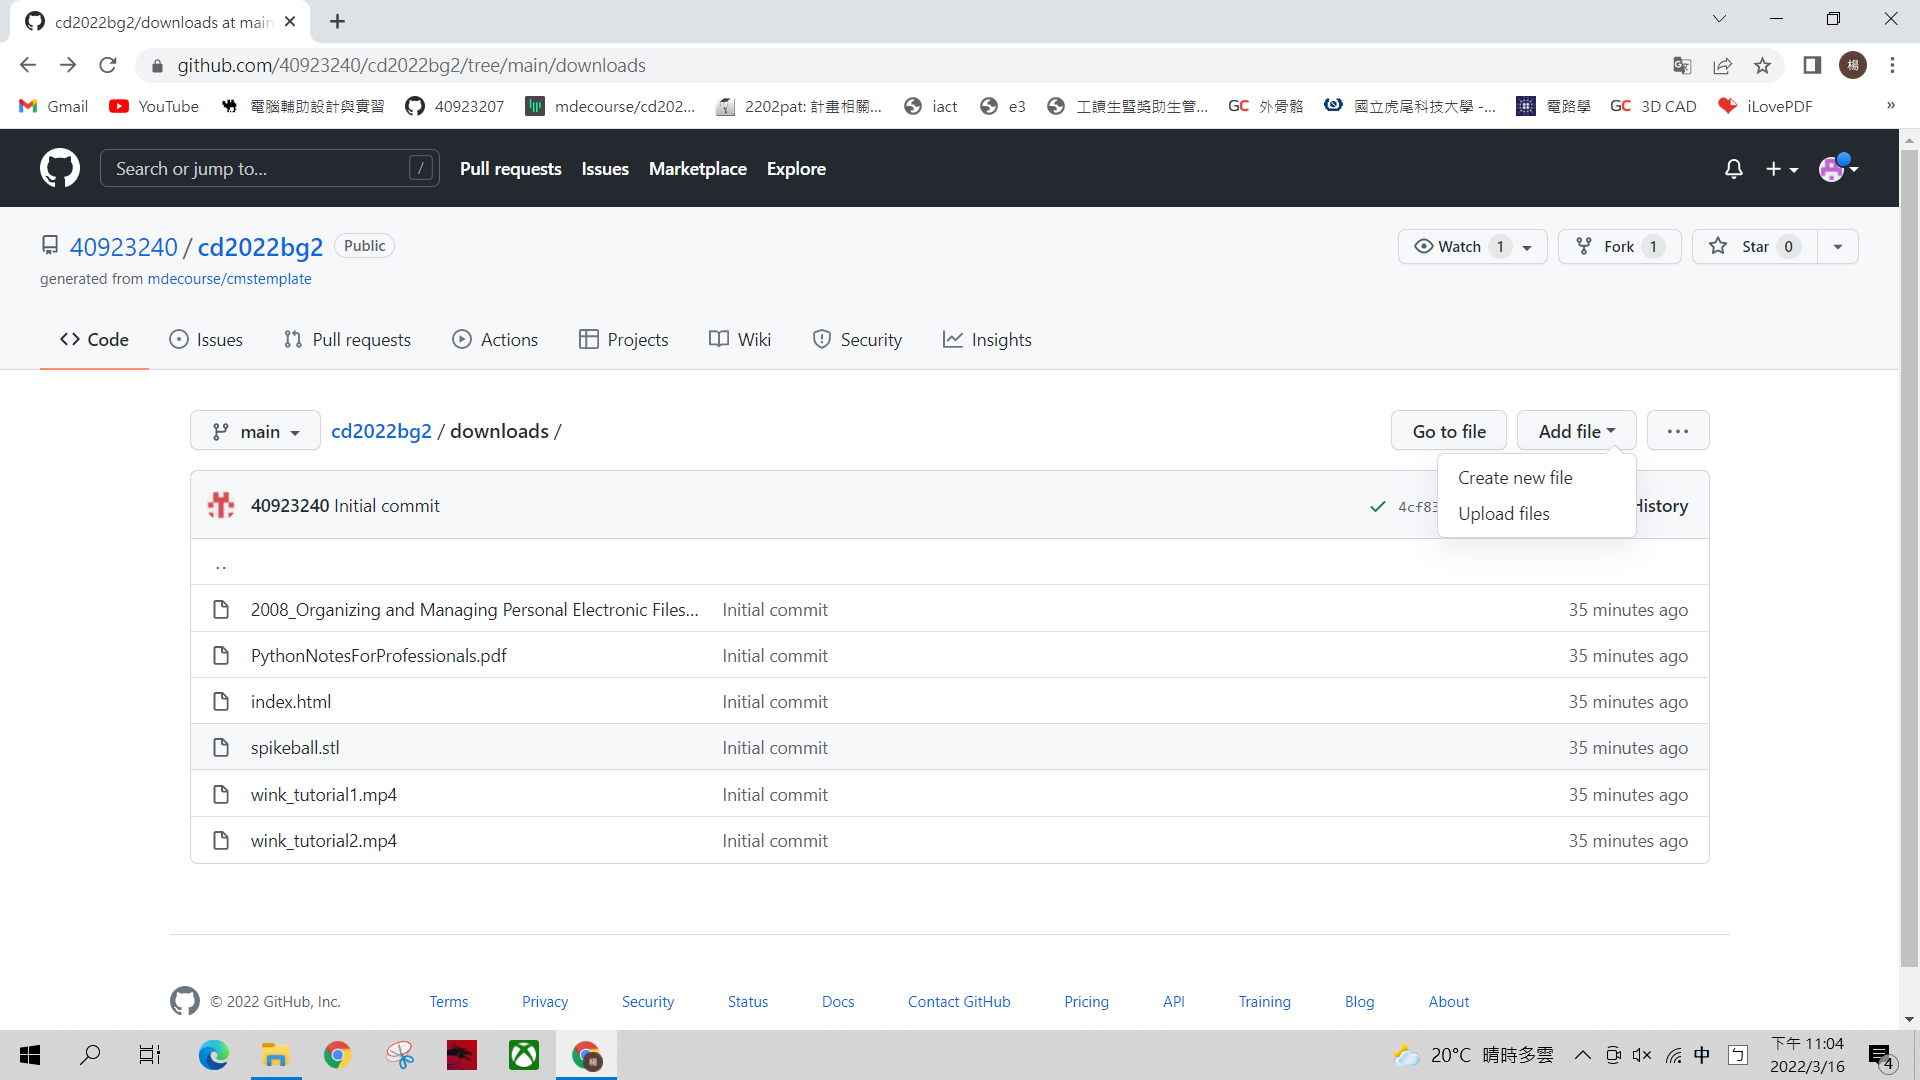 cd2022bg2/downloads at main
github.com/40923240/cd2022bg2/tree/main/downloads
楊
Gmail
YouTube
電腦輔助設計與實習
40923207
mdecourse/cd202...
2202pat: 計畫相關...
iact
e3
工讀生暨獎助生管...
GC 外骨骼
國立虎尾科技大學 -...
電路學
GC 3D CAD
iLovePDF
»
Search or jump to... /
Pull requests Issues Marketplace Explore
40923240 / cd2022bg2 Public
Watch 1 Fork 1 Star 0
generated from mdecourse/cmstemplate
Code Issues Pull requests Actions Projects Wiki Security Insights
main cd2022bg2 / downloads /
Go to file Add file ...
Create new file
Upload files
40923240 Initial commit 4cf83 History
..
2008_Organizing and Managing Personal Electronic Files... Initial commit 35 minutes ago
PythonNotesForProfessionals.pdf Initial commit 35 minutes ago
index.html Initial commit 35 minutes ago
spikeball.stl Initial commit 35 minutes ago
wink_tutorial1.mp4 Initial commit 35 minutes ago
wink_tutorial2.mp4 Initial commit 35 minutes ago
© 2022 GitHub, Inc. Terms Privacy Security Status Docs Contact GitHub Pricing API Training Blog About
20°C 晴時多雲 中 ㄅ
下午 11:04
2022/3/16
4